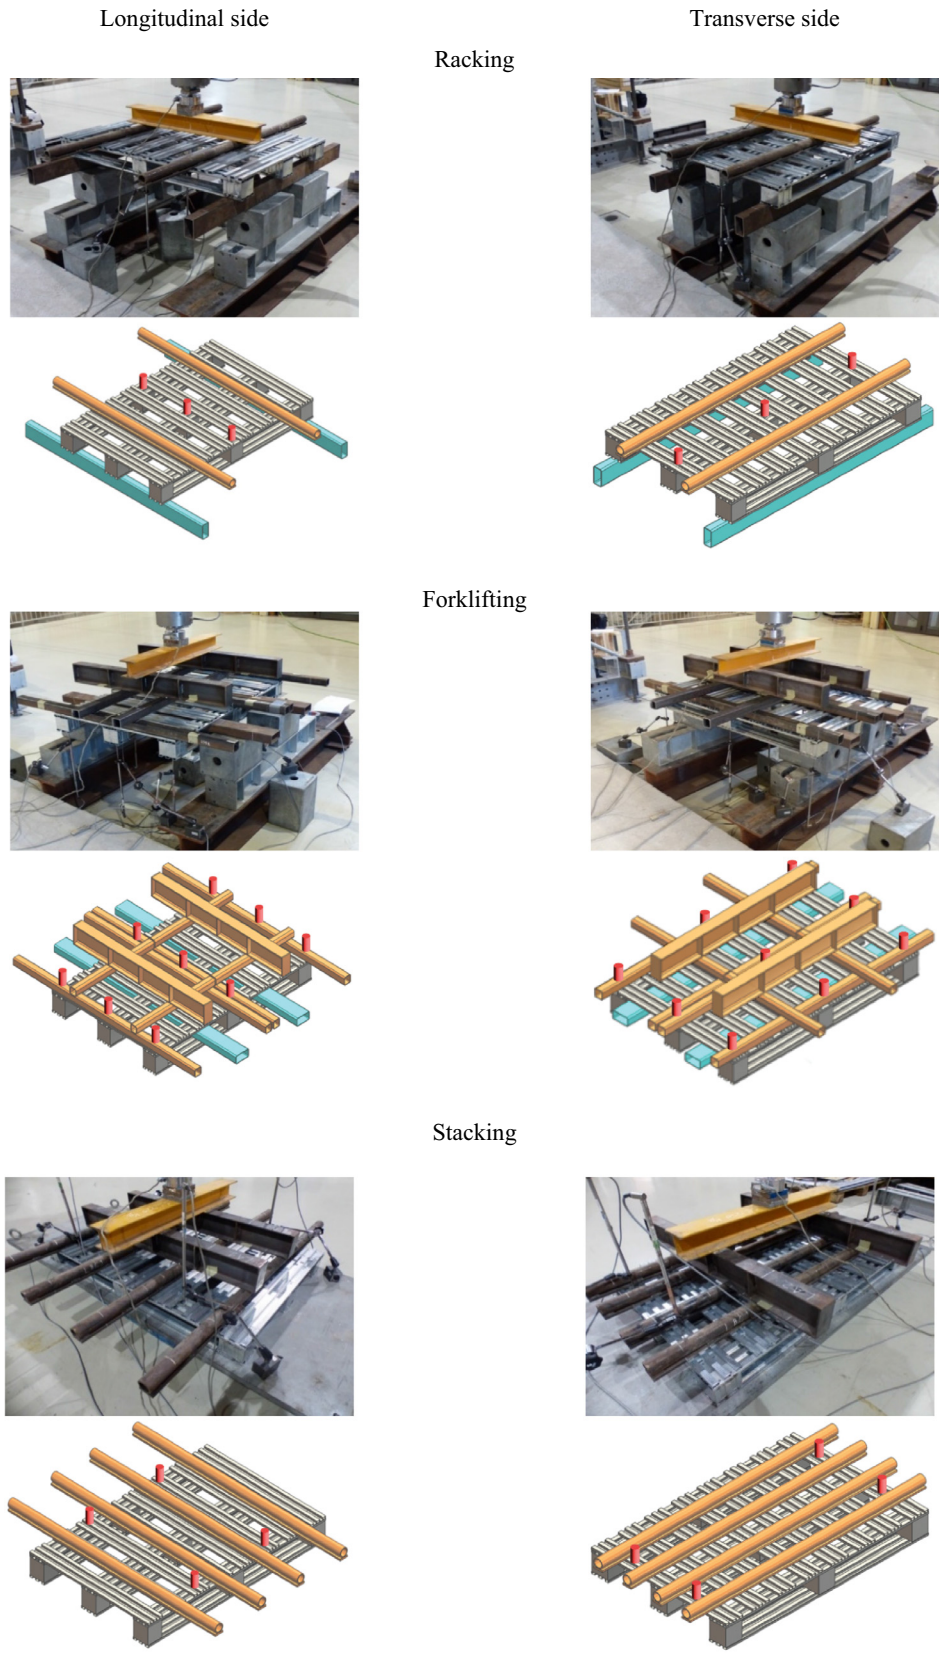 Longitudinal side
Transverse side
Racking
Forklifting
Stacking